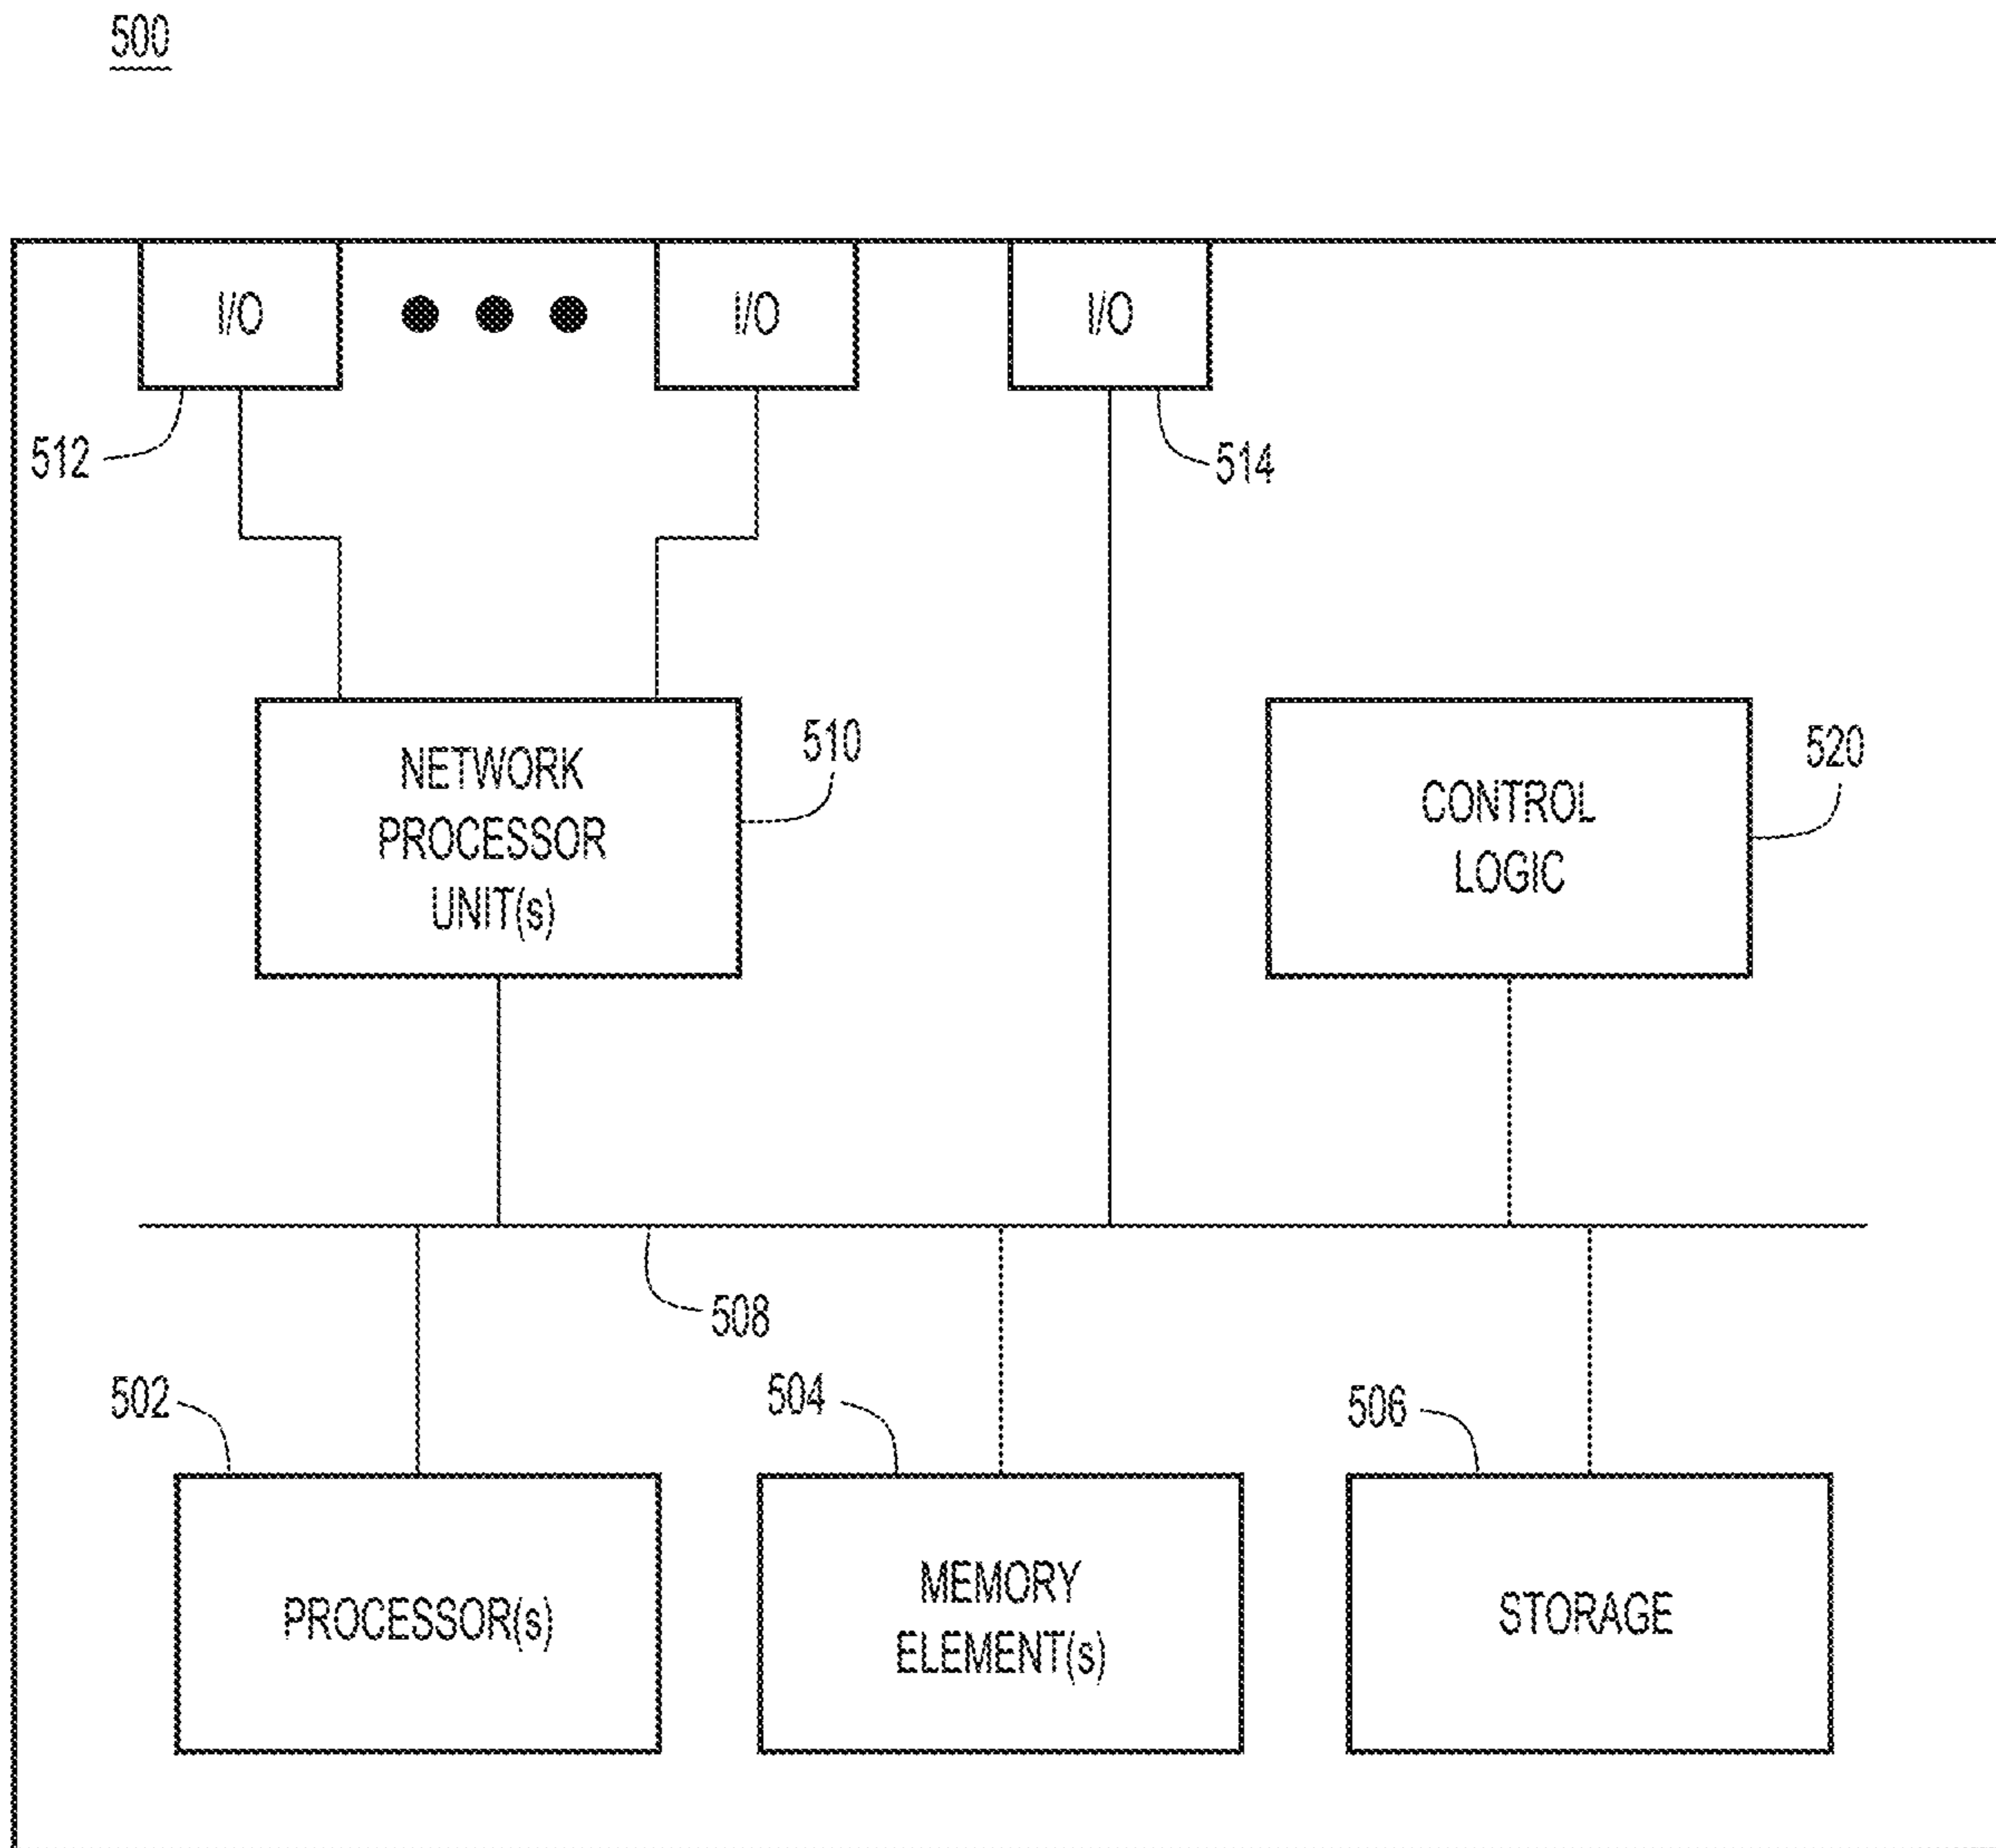 500
I/O
I/O
I/O
512
514
NETWORK
PROCESSOR
UNIT(s)
510
CONTROL
LOGIC
520
508
502
504
506
PROCESSOR(s)
MEMORY
ELEMENT(s)
STORAGE